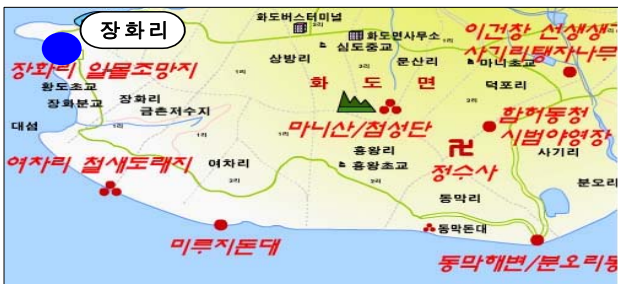 장화리
화도버스터미널
화도면사무소
심도중교
상방리
문산리
마니초교
이건창 선생생
사기리탱자나무
장화리 일몰조망지
황도초교
장화분교
장화리
금촌저수지
대섬
화 도 면
덕포리
마니산/첨성단
함허동천
시범야영장
사기리
여차리 철새도래지
여차리
흥왕리
흥왕초교
정수사
분오리
동막리
미루지돈대
동막돈대
동막해변/분오리돈